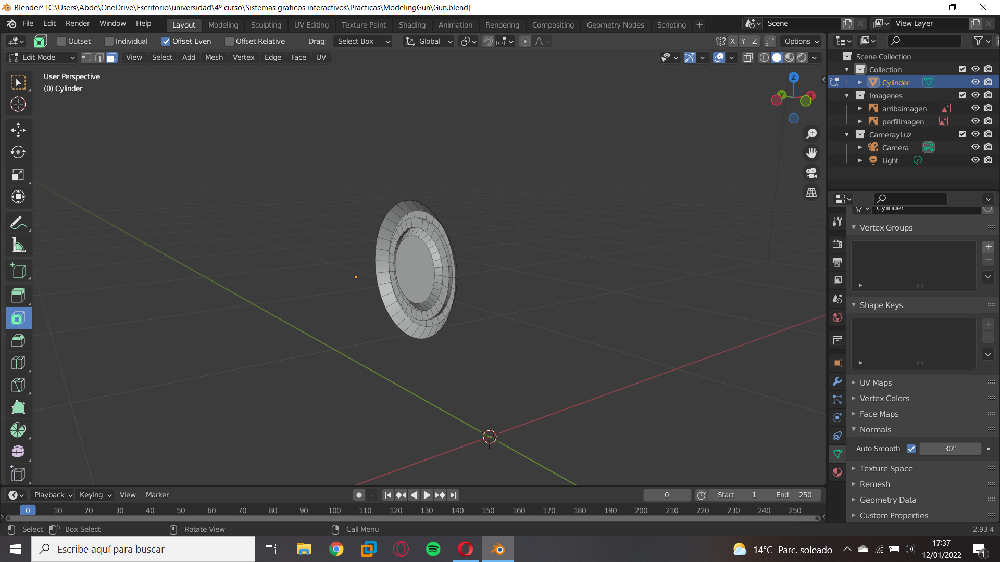 Blender* [C:\Users\Abde\OneDrive\Escritorio\universidad\4º curso\Sistemas graficos interactivos\Practicas\ModelingGun\Gun.blend]
File Edit Render Window Help Layout Modeling Sculpting UV Editing Texture Paint Shading Animation Rendering Compositing Geometry Nodes Scripting + Scene View Layer
Outset Individual Offset Even Offset Relative Drag: Select Box Global X Y Z Options
Edit Mode View Select Add Mesh Vertex Edge Face UV
User Perspective
(0) Cylinder
Z
Y
X
Scene Collection
Collection
Cylinder
Imagenes
arribaimagen
perfilImagen
CamerayLuz
Camera
Light
Cylinder
Vertex Groups
Shape Keys
UV Maps
Vertex Colors
Face Maps
Normals
Auto Smooth 30°
Texture Space
Remesh
Geometry Data
Custom Properties
Playback Keying View Marker 0 Start 1 End 250
0 10 20 30 40 50 60 70 80 90 100 110 120 130 140 150 160 170 180 190 200 210 220 230 240 250
Select Box Select Rotate View Call Menu 2.93.4
Escribe aquí para buscar
14°C Parc. soleado
17:37
12/01/2022
1